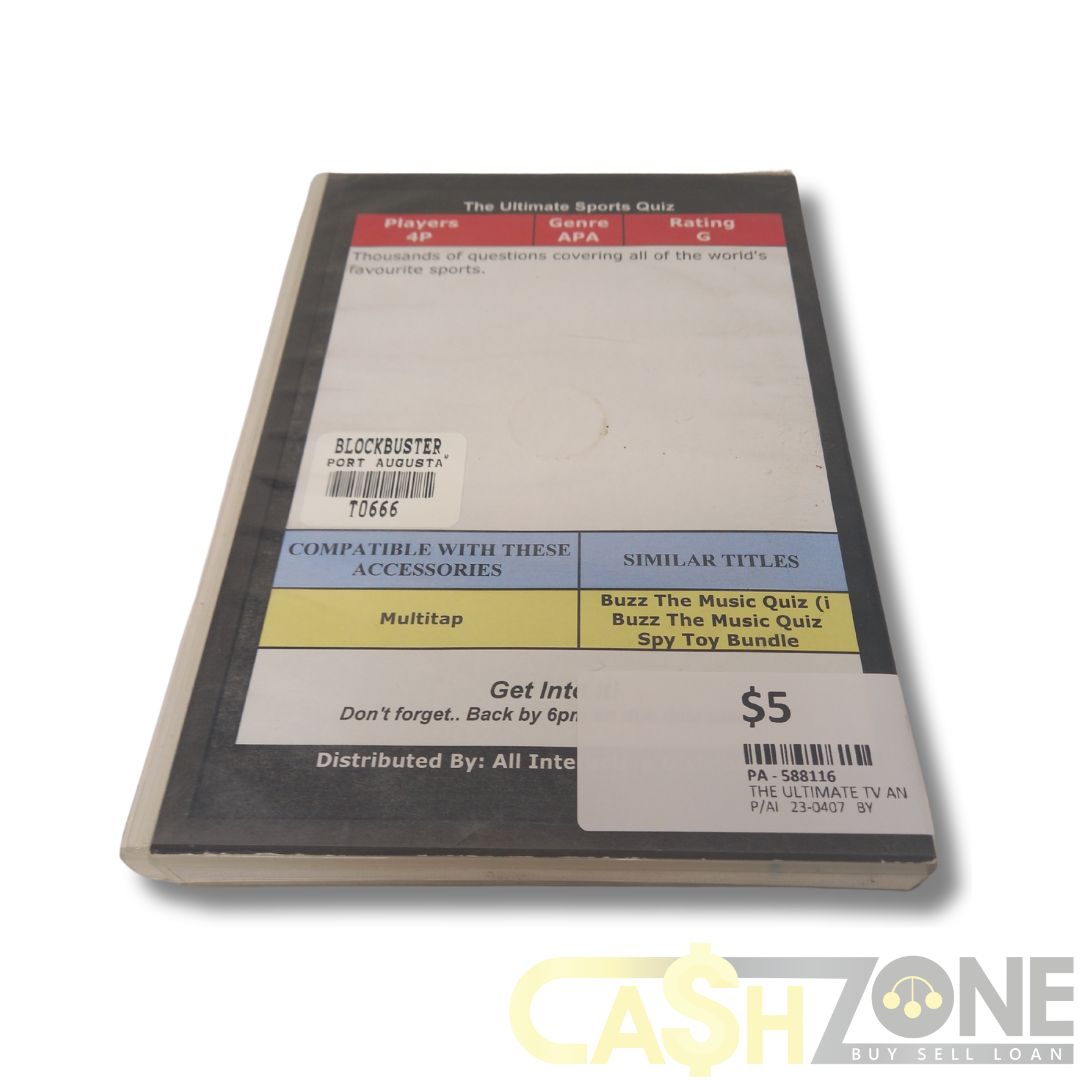 The Ultimate Sports Quiz
Players Genre Rating
4P APA G
Thousands of questions covering all of the world's
favourite sports.
BLOCKBUSTER
PORT AUGUSTA
T0666
COMPATIBLE WITH THESE
ACCESSORIES
SIMILAR TITLES
Multitap
Buzz The Music Quiz (i
Buzz The Music Quiz
Spy Toy Bundle
Get Inte
Don't forget.. Back by 6pm
Distributed By: All Inte
$5
PA - 588116
THE ULTIMATE TV AN
P/AI 23-0407 BY
CA$HZONE
BUY SELL LOAN